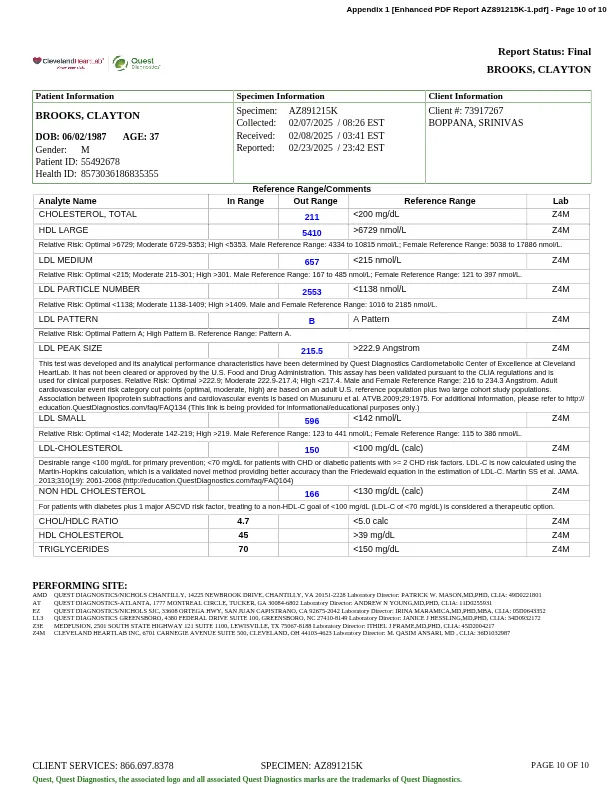 Appendix 1 [Enhanced PDF Report AZ891215K-1.pdf] - Page 10 of 10
Report Status: Final
BROOKS, CLAYTON
ClevelandHeartLab
Quest
Diagnostics
Patient Information
Specimen Information
Client Information
BROOKS, CLAYTON
DOB: 06/02/1987 AGE: 37
Gender: M
Patient ID: 55492678
Health ID: 8573036186835355
Specimen: AZ891215K
Collected: 02/07/2025 / 08:26 EST
Received: 02/08/2025 / 03:41 EST
Reported: 02/23/2025 / 23:42 EST
Client #: 73917267
BOPPANA, SRINIVAS
Reference Range/Comments
Analyte Name In Range Out Range Reference Range Lab
CHOLESTEROL, TOTAL 211 <200 mg/dL Z4M
HDL LARGE 5410 >6729 nmol/L Z4M
Relative Risk: Optimal >6729; Moderate 6729-5353; High <5353. Male Reference Range: 4334 to 10815 nmol/L; Female Reference Range: 5038 to 17886 nmol/L.
LDL MEDIUM 657 <215 nmol/L Z4M
Relative Risk: Optimal <215; Moderate 215-301; High >301. Male Reference Range: 167 to 485 nmol/L; Female Reference Range: 121 to 397 nmol/L.
LDL PARTICLE NUMBER 2553 <1138 nmol/L Z4M
Relative Risk: Optimal <1138; Moderate 1138-1409; High >1409. Male and Female Reference Range: 1016 to 2185 nmol/L.
LDL PATTERN B A Pattern Z4M
Relative Risk: Optimal Pattern A; High Pattern B. Reference Range: Pattern A.
LDL PEAK SIZE 215.5 >222.9 Angstrom Z4M
This test was developed and its analytical performance characteristics have been determined by Quest Diagnostics Cardiometabolic Center of Excellence at Cleveland
HeartLab. It has not been cleared or approved by the U.S. Food and Drug Administration. This assay has been validated pursuant to the CLIA regulations and is
used for clinical purposes. Relative Risk: Optimal >222.9; Moderate 222.9-217.4; High <217.4. Male and Female Reference Range: 216 to 234.3 Angstrom. Adult
cardiovascular event risk category cut points (optimal, moderate, high) are based on an adult U.S. reference population plus two large cohort study populations.
Association between lipoprotein subfractions and cardiovascular events is based on Musunuru et al. ATVB.2009;29:1975. For additional information, please refer to http://
education.QuestDiagnostics.com/faq/FAQ134 (This link is being provided for informational/educational purposes only.)
LDL SMALL 596 <142 nmol/L Z4M
Relative Risk: Optimal <142; Moderate 142-219; High >219. Male Reference Range: 123 to 441 nmol/L; Female Reference Range: 115 to 386 nmol/L.
LDL-CHOLESTEROL 150 <100 mg/dL (calc) Z4M
Desirable range <100 mg/dL for primary prevention; <70 mg/dL for patients with CHD or diabetic patients with >= 2 CHD risk factors. LDL-C is now calculated using the
Martin-Hopkins calculation, which is a validated novel method providing better accuracy than the Friedewald equation in the estimation of LDL-C. Martin SS et al. JAMA.
2013;310(19): 2061-2068 (http://education.QuestDiagnostics.com/faq/FAQ164)
NON HDL CHOLESTEROL 166 <130 mg/dL (calc) Z4M
For patients with diabetes plus 1 major ASCVD risk factor, treating to a non-HDL-C goal of <100 mg/dL (LDL-C of <70 mg/dL) is considered a therapeutic option.
CHOL/HDLC RATIO 4.7 <5.0 calc Z4M
HDL CHOLESTEROL 45 >39 mg/dL Z4M
TRIGLYCERIDES 70 <150 mg/dL Z4M
PERFORMING SITE:
AMD QUEST DIAGNOSTICS/NICHOLS CHANTILLY, 14225 NEWBROOK DRIVE, CHANTILLY, VA 20151-2228 Laboratory Director: PATRICK W. MASON,MD,PHD, CLIA: 49D0221801
AT QUEST DIAGNOSTICS-ATLANTA, 1777 MONTREAL CIRCLE, TUCKER, GA 30084-6802 Laboratory Director: ANDREW N YOUNG,MD,PHD, CLIA: 11D0255931
EZ QUEST DIAGNOSTICS/NICHOLS SJC, 33608 ORTEGA HWY, SAN JUAN CAPISTRANO, CA 92675-2042 Laboratory Director: IRINA MARAMICA,MD,PHD,MBA, CLIA: 05D0643352
LL3 QUEST DIAGNOSTICS GREENSBORO, 4380 FEDERAL DRIVE SUITE 100, GREENSBORO, NC 27410-8149 Laboratory Director: JANICE J HESSLING,MD,PHD, CLIA: 34D0932172
Z3E MEDFUSION, 2501 SOUTH STATE HIGHWAY 121 SUITE 1100, LEWISVILLE, TX 75067-8188 Laboratory Director: ITHIEL J FRAME,MD,PHD, CLIA: 45D2004217
Z4M CLEVELAND HEARTLAB INC, 6701 CARNEGIE AVENUE SUITE 500, CLEVELAND, OH 44103-4623 Laboratory Director: M. QASIM ANSARI, MD , CLIA: 36D1032987
CLIENT SERVICES: 866.697.8378 SPECIMEN: AZ891215K PAGE 10 OF 10
Quest, Quest Diagnostics, the associated logo and all associated Quest Diagnostics marks are the trademarks of Quest Diagnostics.